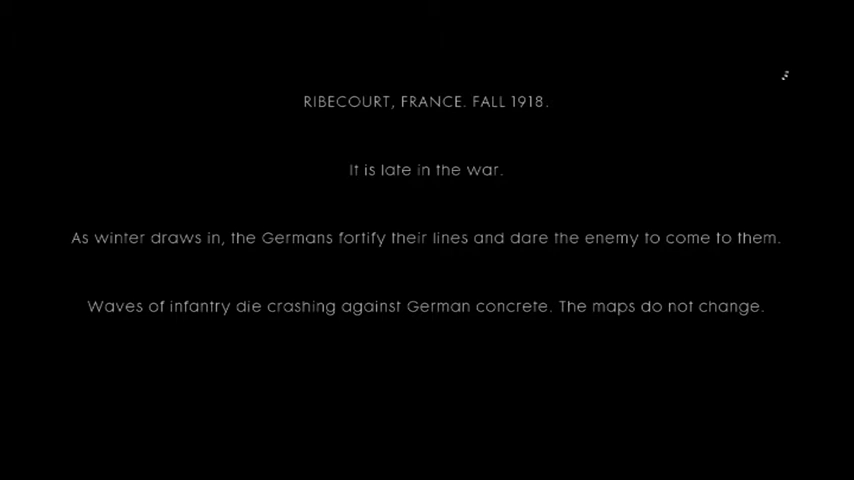 RIBECOURT, FRANCE. FALL 1918.
It is late in the war.
As winter draws in, the Germans fortify their lines and dare the enemy to come to them.
Waves of infantry die crashing against German concrete. The maps do not change.